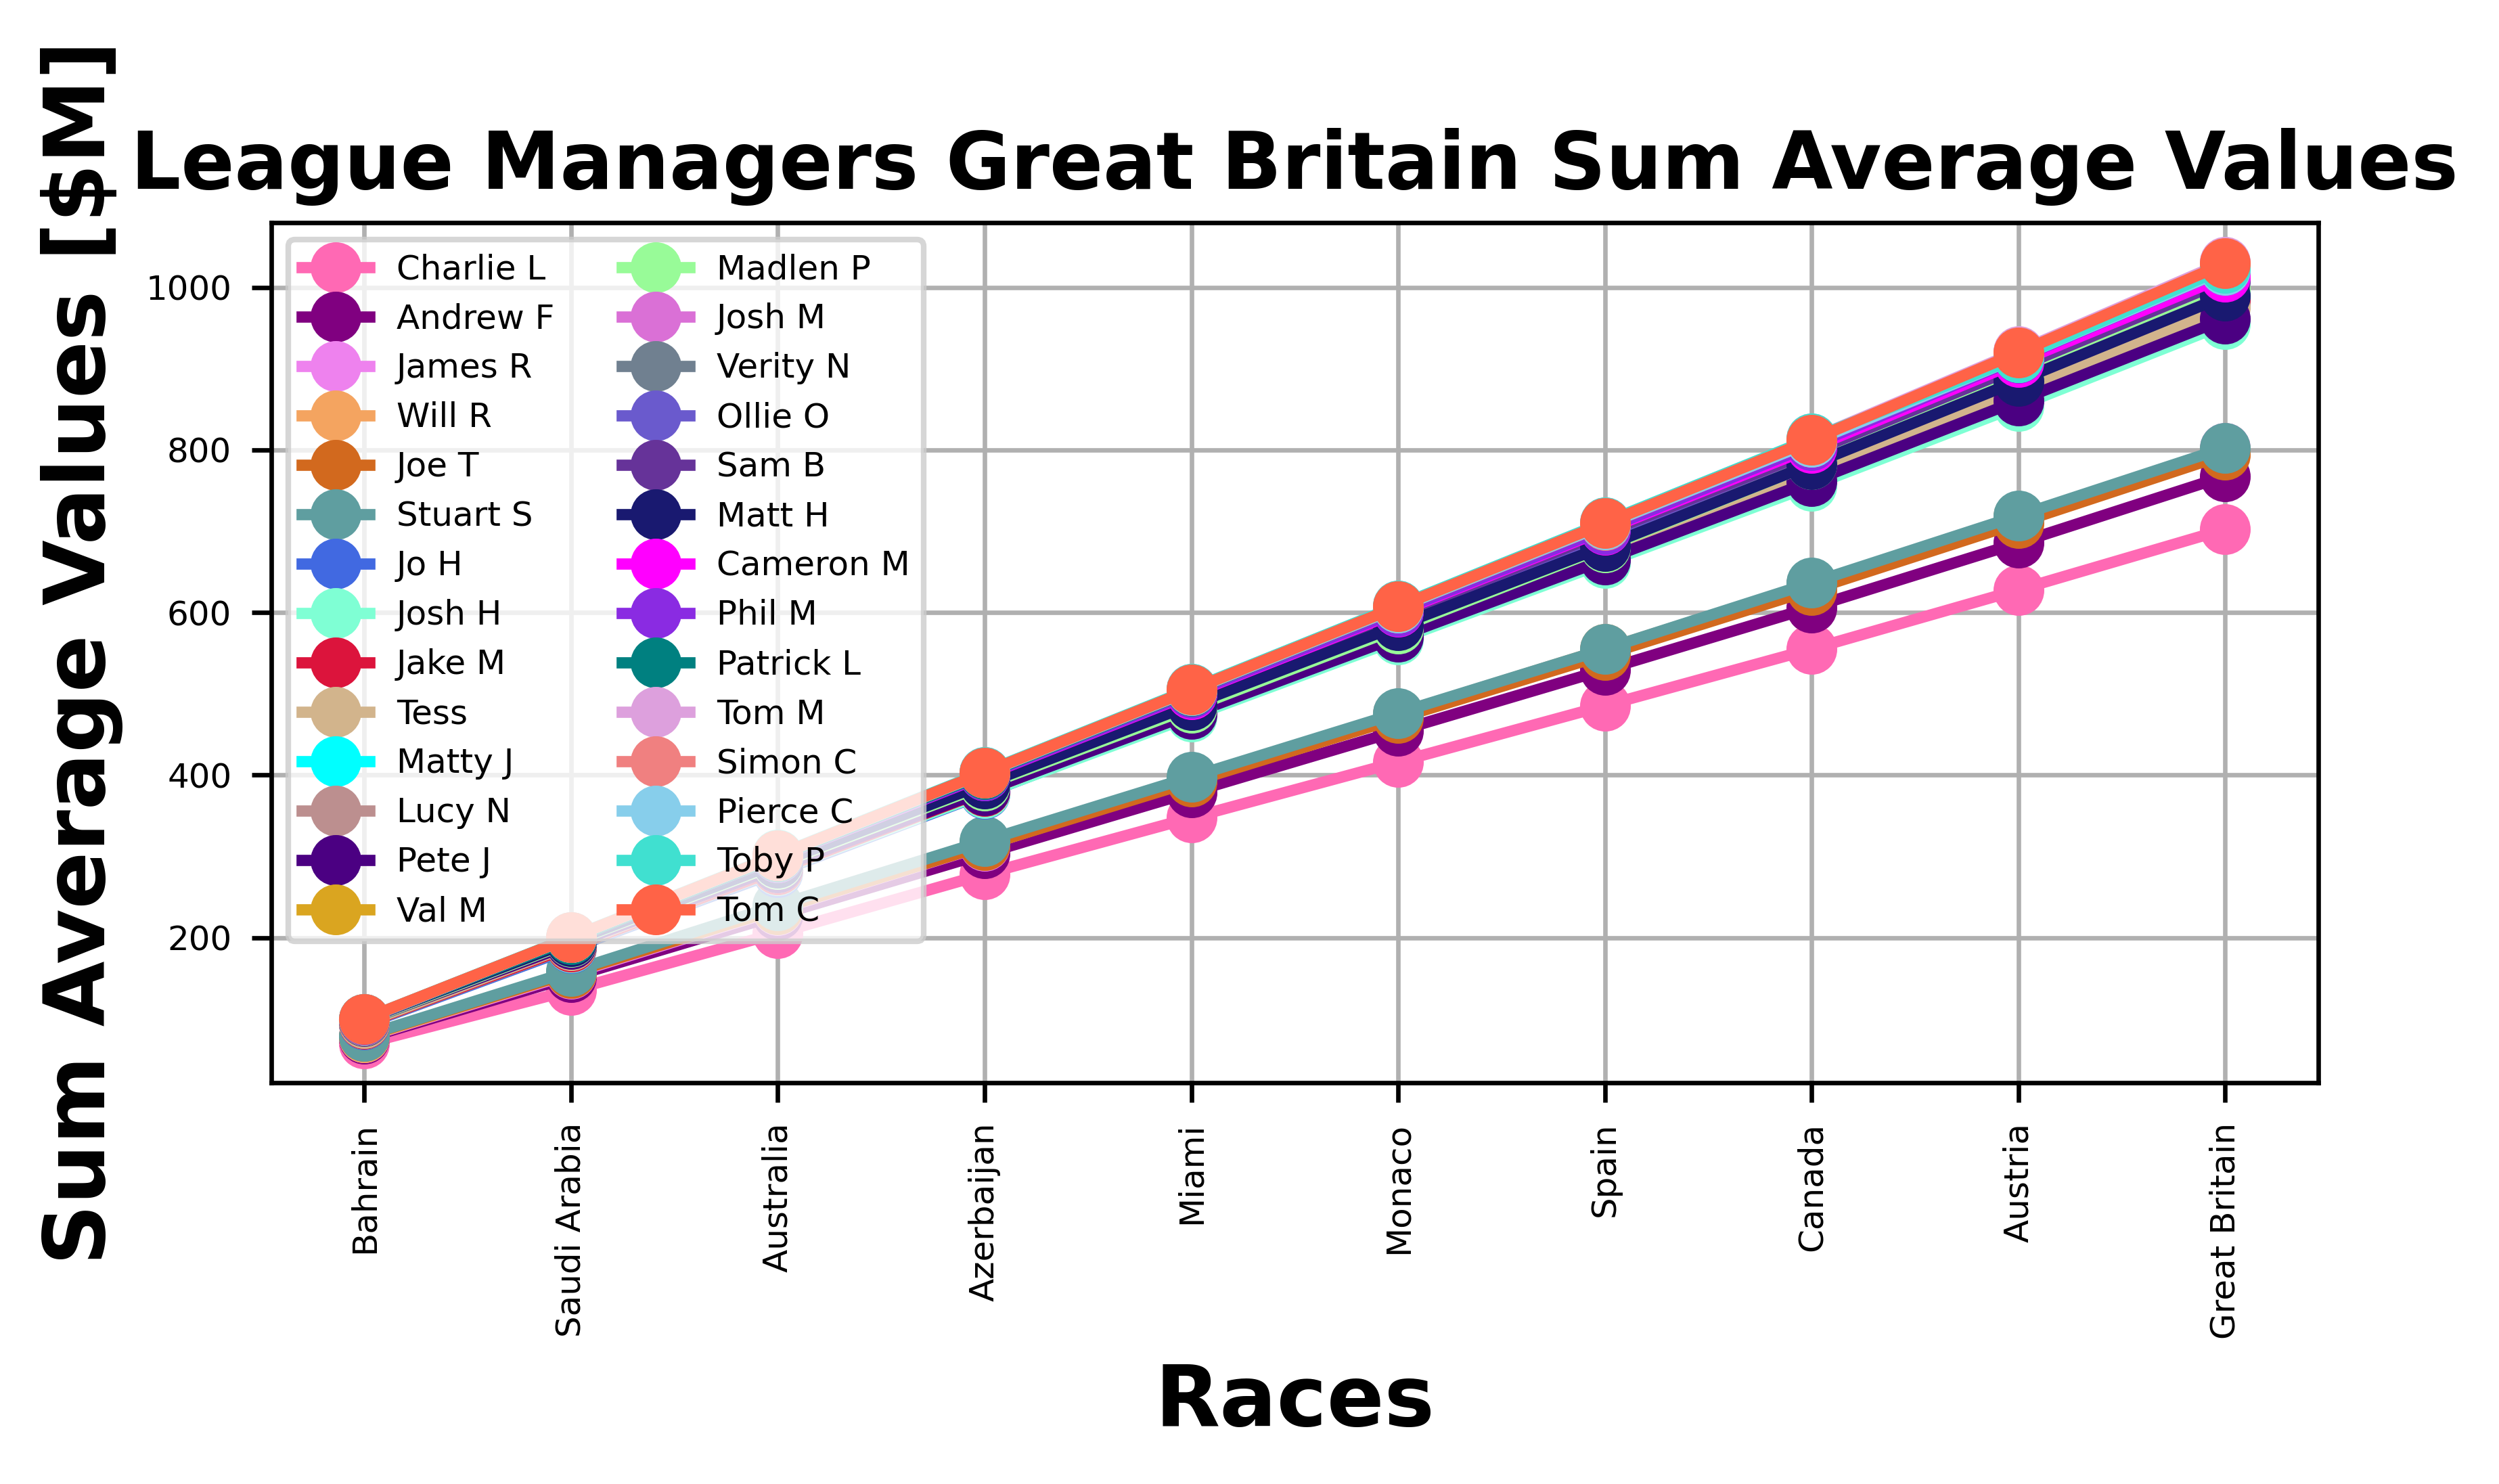 League Managers Great Britain Sum Average Values
Sum Average Values [$M]
1000
800
600
400
200
Charlie L
Andrew F
James R
Will R
Joe T
Stuart S
Jo H
Josh H
Jake M
Tess
Matty J
Lucy N
Pete J
Val M
Madlen P
Josh M
Verity N
Ollie O
Sam B
Matt H
Cameron M
Phil M
Patrick L
Tom M
Simon C
Pierce C
Toby P
Tom C
Bahrain
Saudi Arabia
Australia
Azerbaijan
Miami
Monaco
Spain
Canada
Austria
Great Britain
Races